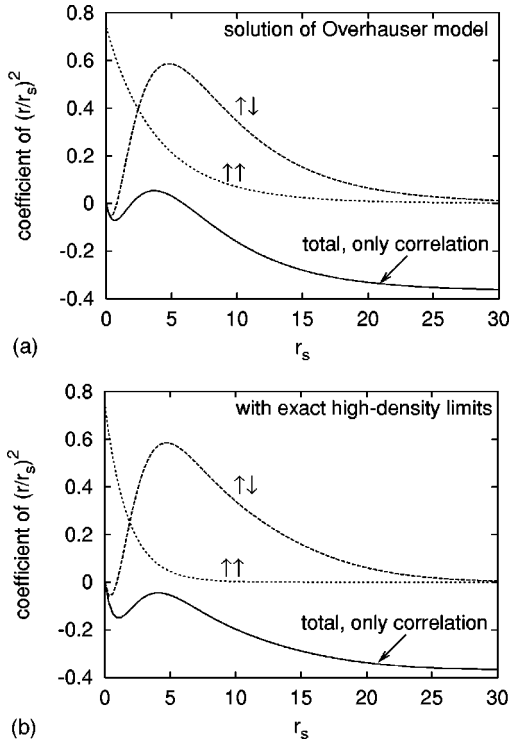 solution of Overhauser model
0.8
0.6
0.4
0.2
0
-0.2
-0.4
coefficient of (r/r_s)^2
↑↓
↑↑
total, only correlation
0 5 10 15 20 25 30
r_s
(a)
with exact high-density limits
0.8
0.6
0.4
0.2
0
-0.2
-0.4
coefficient of (r/r_s)^2
↑↓
↑↑
total, only correlation
0 5 10 15 20 25 30
r_s
(b)